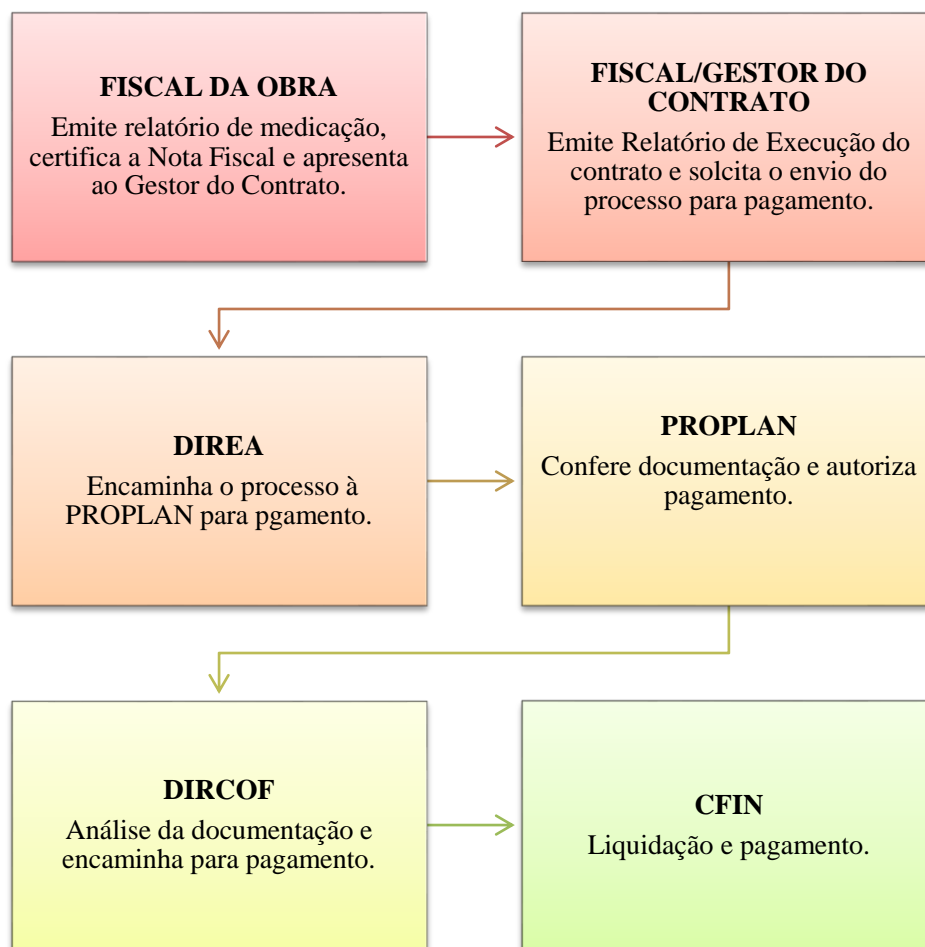 FISCAL DA OBRA
Emite relatório de medicação,
certifica a Nota Fiscal e apresenta
ao Gestor do Contrato.
FISCAL/GESTOR DO
CONTRATO
Emite Relatório de Execução do
contrato e solcita o envio do
processo para pagamento.
DIREA
Encaminha o processo à
PROPLAN para pgamento.
PROPLAN
Confere documentação e autoriza
pagamento.
DIRCOF
Análise da documentação e
encaminha para pagamento.
CFIN
Liquidação e pagamento.